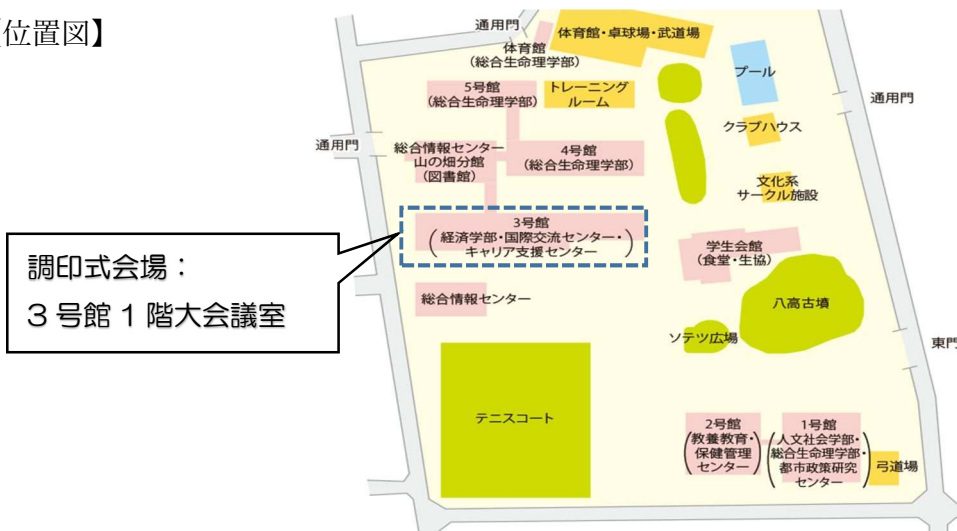 位置図】
通用門
体育館・卓球場・武道場
体育館
(総合生命理学部)
プール
5号館
(総合生命理学部)
トレーニング
ルーム
通用門
クラブハウス
通用門
総合情報センター
山の畑分館
(図書館)
4号館
(総合生命理学部)
文化系
サークル施設
3号館
(経済学部・国際交流センター・
キャリア支援センター)
学生会館
(食堂・生協)
調印式会場：
３号館１階大会議室
総合情報センター
八高古墳
ソテツ広場
東門
テニスコート
2号館
(教養教育・
保健管理
センター)
1号館
(人文社会学部・
総合生命理学部・
都市政策研究
センター)
弓道場